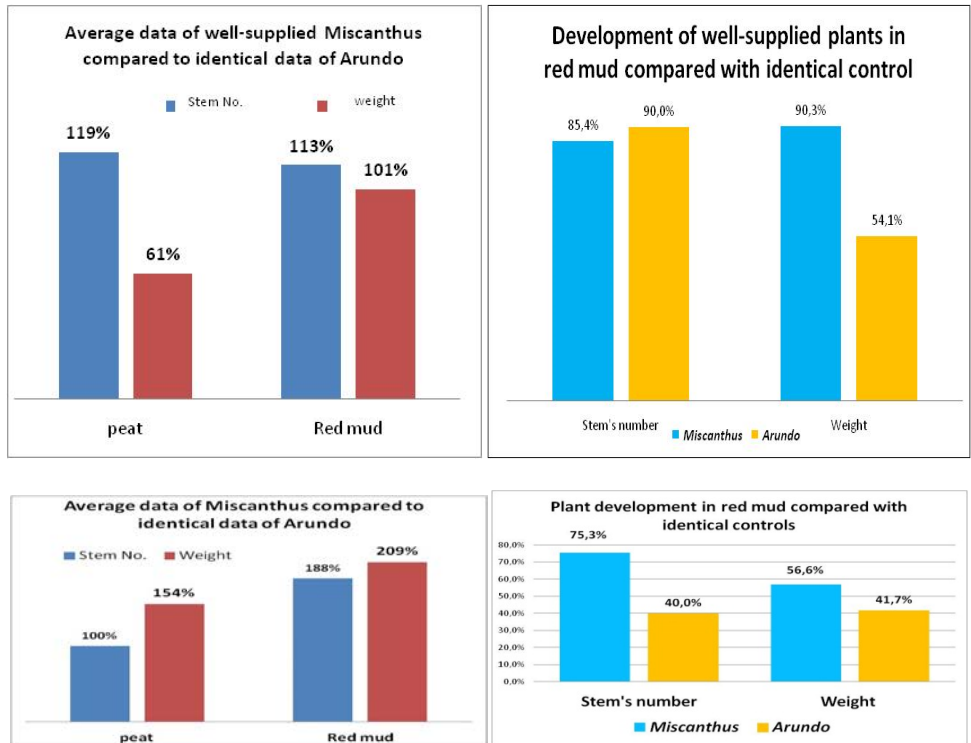 Average data of well-supplied Miscanthus
compared to identical data of Arundo
Stem No. weight
119%
61%
113%
101%
peat Red mud
Development of well-supplied plants in
red mud compared with identical control
85,4%
90,0%
90,3%
54,1%
Stem's number Weight
Miscanthus Arundo
Average data of Miscanthus compared to
identical data of Arundo
Stem No. Weight
100%
154%
188%
209%
peat Red mud
Plant development in red mud compared with
identical controls
80,0%
70,0%
60,0%
50,0%
40,0%
30,0%
20,0%
10,0%
0,0%
75,3%
40,0%
56,6%
41,7%
Stem's number Weight
Miscanthus Arundo